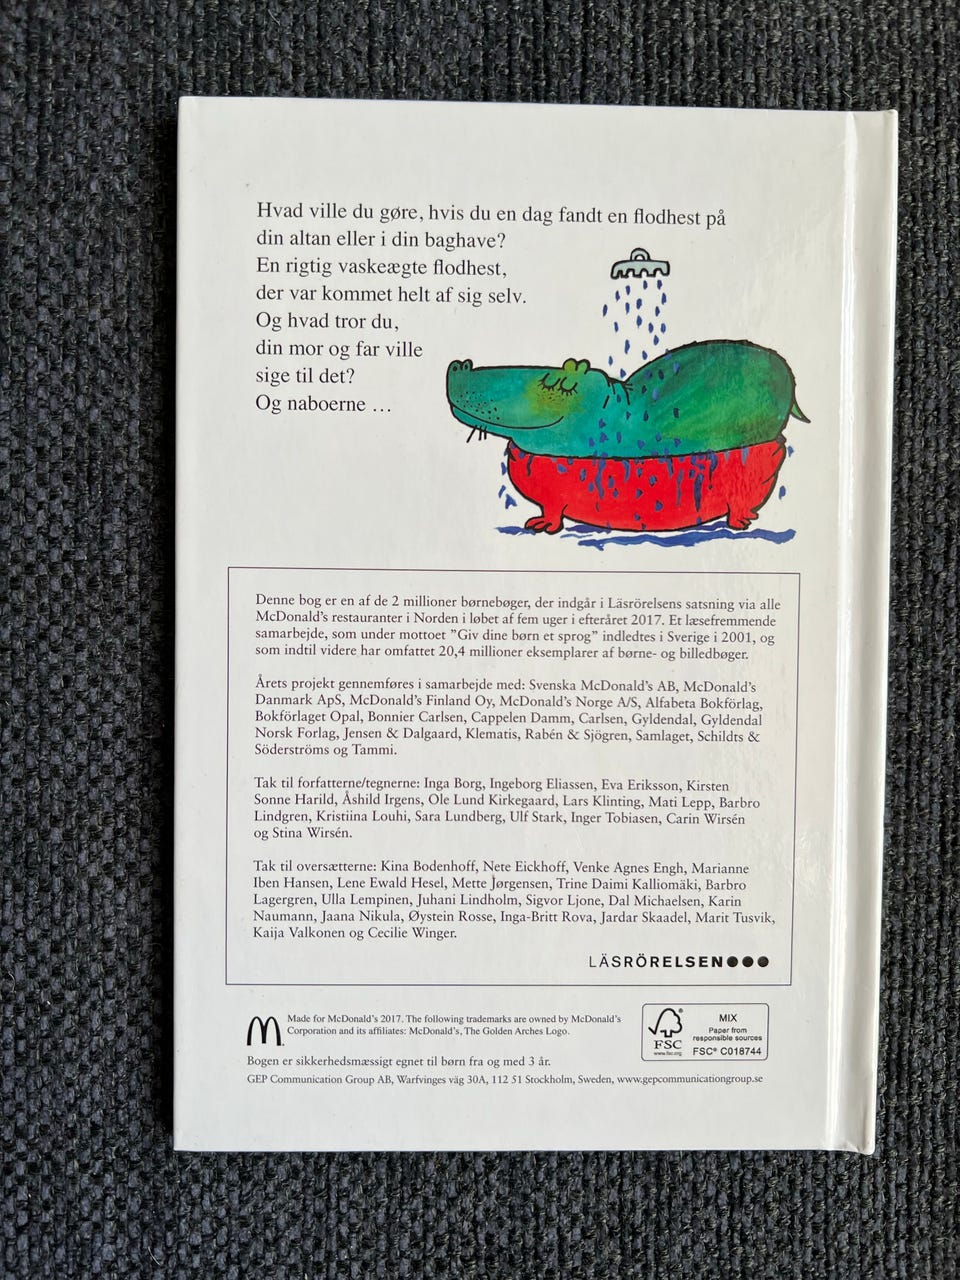 Hvad ville du gøre, hvis du en dag fandt en flodhest på
din altan eller i din baghave?
En rigtig vaskeægte flodhest,
der var kommet helt af sig selv.
Og hvad tror du,
din mor og far ville
sige til det?
Og naboerne …
Denne bog er en af de 2 millioner børnebøger, der indgår i Läsrörelsens satsning via alle
McDonald's restauranter i Norden i løbet af fem uger i efteråret 2017. Et læsefremmende
samarbejde, som under mottoet "Giv dine børn et sprog" indledtes i Sverige i 2001, og
som indtil videre har omfattet 20,4 millioner eksemplarer af børne- og billedbøger.
Årets projekt gennemføres i samarbejde med: Svenska McDonald's AB, McDonald's
Danmark ApS, McDonald's Finland Oy, McDonald's Norge A/S, Alfabeta Bokförlag,
Bokförlaget Opal, Bonnier Carlsen, Cappelen Damm, Carlsen, Gyldendal, Gyldendal
Norsk Forlag, Jensen & Dalgaard, Klematis, Rabén & Sjögren, Samlaget, Schildts &
Söderströms og Tammi.
Tak til forfatterne/tegnerne: Inga Borg, Ingeborg Eliassen, Eva Eriksson, Kirsten
Sonne Harild, Åshild Irgens, Ole Lund Kirkegaard, Lars Klinting, Mati Lepp, Barbro
Lindgren, Kristiina Louhi, Sara Lundberg, Ulf Stark, Inger Tobiasen, Carin Wirsén
og Stina Wirsén.
Tak til oversætterne: Kina Bodenhoff, Nete Eickhoff, Venke Agnes Engh, Marianne
Iben Hansen, Lene Ewald Hesel, Mette Jørgensen, Trine Daimi Kalliomäki, Barbro
Lagergren, Ulla Lempinen, Juhani Lindholm, Sigvor Ljone, Dal Michaelsen, Karin
Naumann, Jaana Nikula, Øystein Rosse, Inga-Britt Rova, Jardar Skaadel, Marit Tusvik,
Kaija Valkonen og Cecilie Winger.
LÄSRÖRELSEN
Made for McDonald's 2017. The following trademarks are owned by McDonald's
Corporation and its affiliates: McDonald's, The Golden Arches Logo.
Bogen er sikkerhedsmæssigt egnet til børn fra og med 3 år.
GEP Communication Group AB, Warfvinges väg 30A, 112 51 Stockholm, Sweden, www.gepcommunicationgroup.se
FSC
www.fsc.org
MIX
Paper from
responsible sources
FSC® C018744